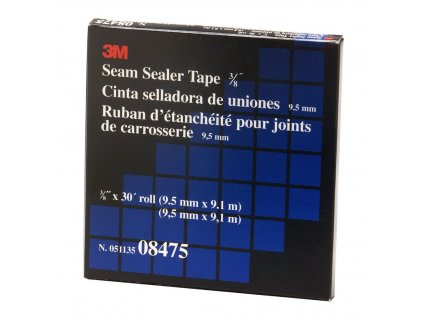 3M
Seam Sealer Tape 3/8"
Cinta selladora de uniones 9.5 mm
Ruban d'étanchéité pour joints
de carrosserie 9,5 mm
3/8" x 30´ roll (9.5 mm x 9.1 m)
(9,5 mm x 9,1 m)
N. 051135 08475